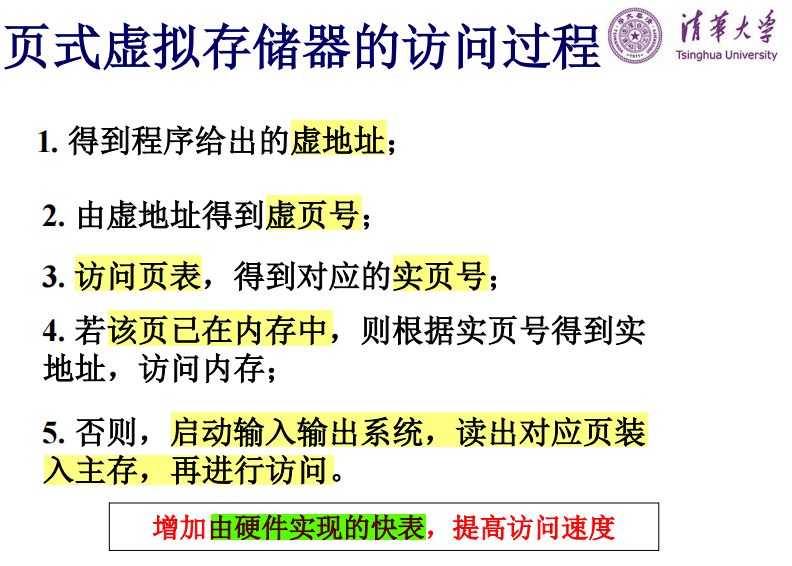 页式虚拟存储器的访问过程
清华大学
Tsinghua University
1. 得到程序给出的虚地址；
2. 由虚地址得到虚页号；
3. 访问页表，得到对应的实页号；
4. 若该页已在内存中，则根据实页号得到实
地址，访问内存；
5. 否则，启动输入输出系统，读出对应页装
入主存，再进行访问。
增加由硬件实现的快表，提高访问速度